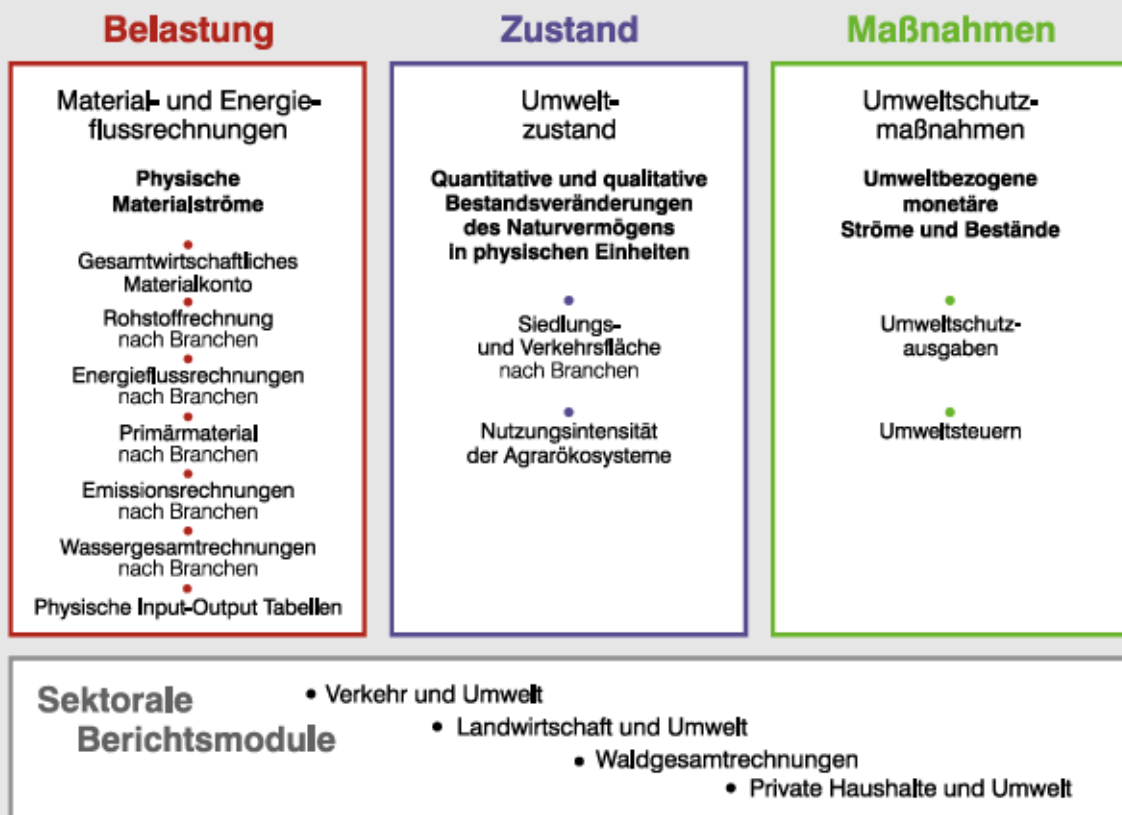 Belastung
Material- und Energie-
flussrechnungen
Physische
Materialströme
Gesamtwirtschaftliches
Materialkonto
Rohstoffrechnung
nach Branchen
Energieflussrechnungen
nach Branchen
Primärmaterial
nach Branchen
Emissionsrechnungen
nach Branchen
Wassergesamtrechnungen
nach Branchen
Physische Input-Output Tabellen
Zustand
Umwelt-
zustand
Quantitative und qualitative
Bestandsveränderungen
des Naturvermögens
in physischen Einheiten
Siedlungs-
und Verkehrsfläche
nach Branchen
Nutzungsintensität
der Agrarökosysteme
Maßnahmen
Umweltschutz-
maßnahmen
Umweltbezogene
monetäre
Ströme und Bestände
Umweltschutz-
ausgaben
Umweltsteuern
Sektorale
Berichtsmodule
• Verkehr und Umwelt
• Landwirtschaft und Umwelt
• Waldgesamtrechnungen
• Private Haushalte und Umwelt